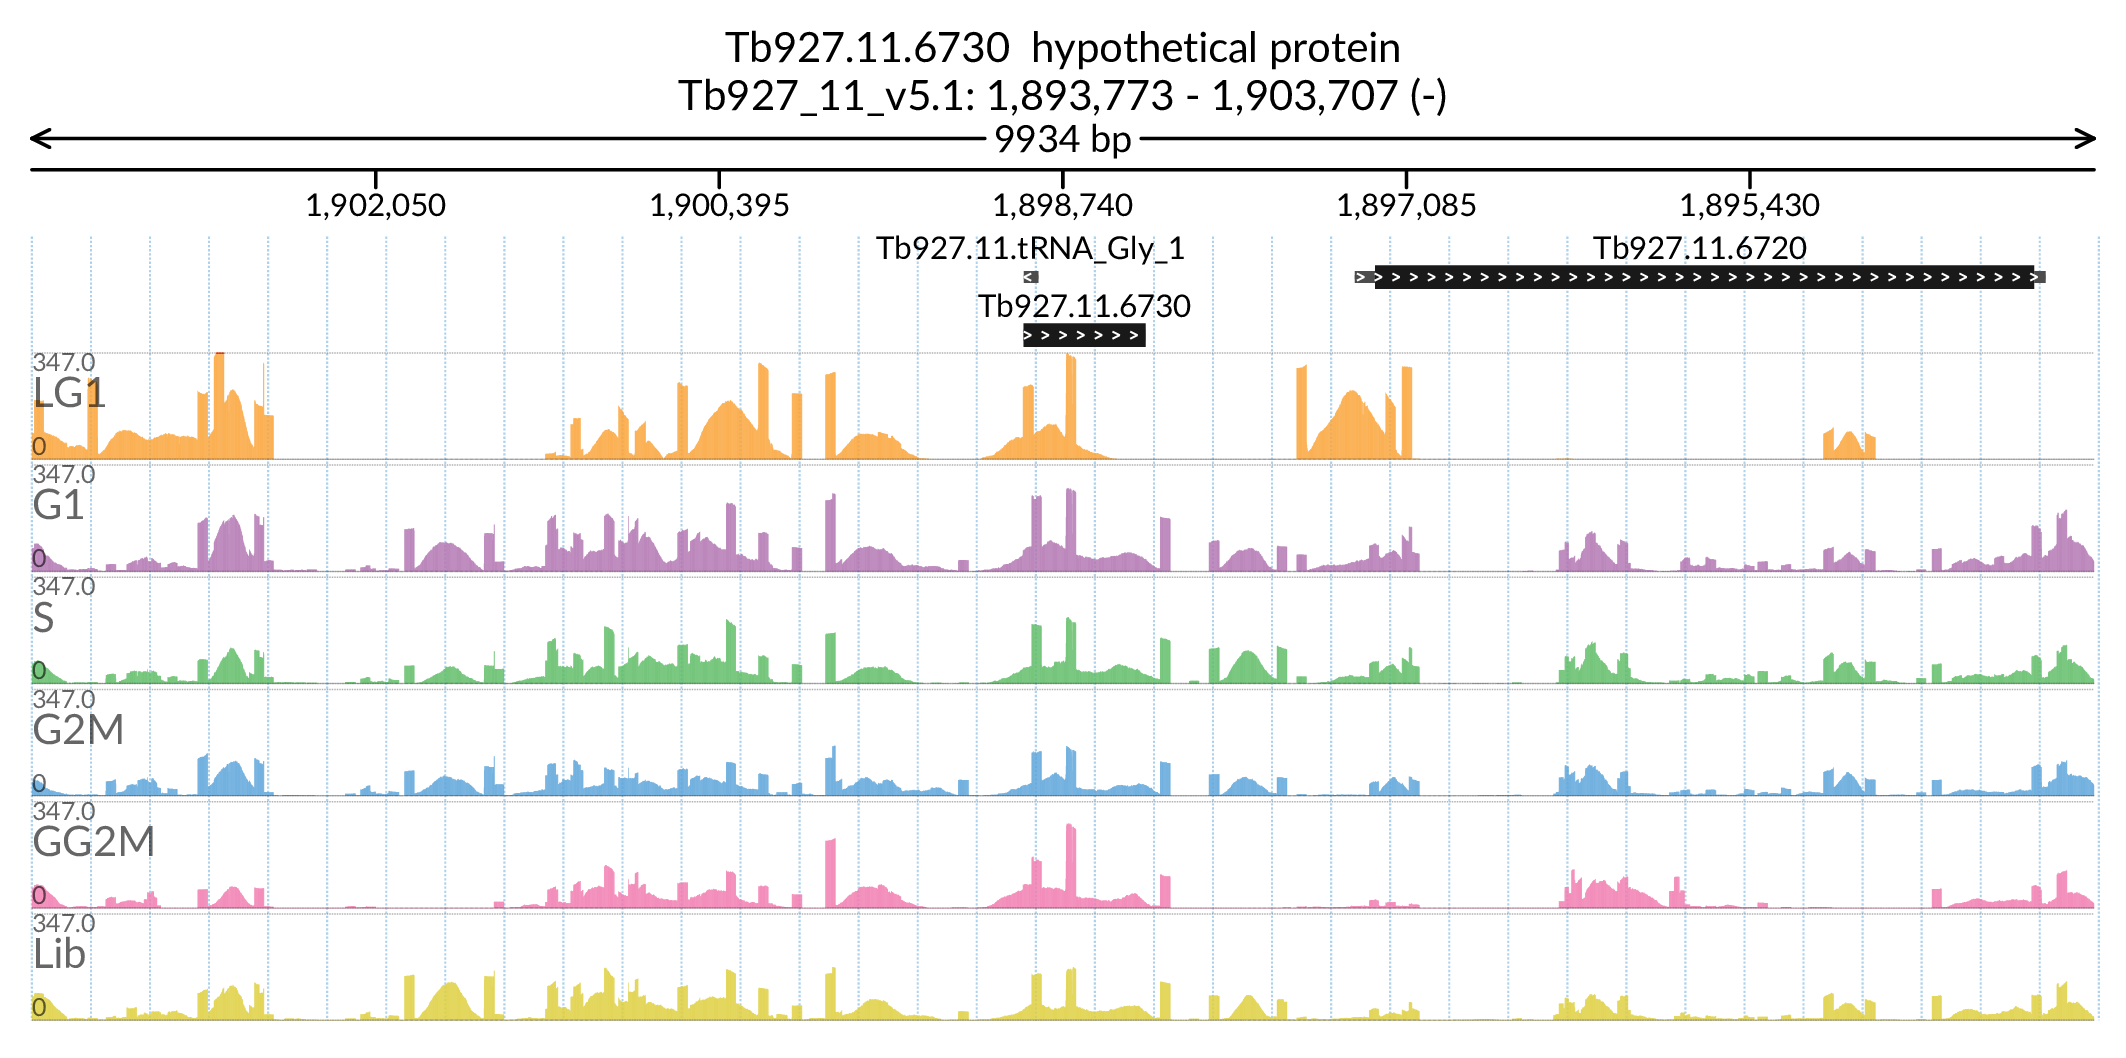 Tb927.11.6730  hypothetical protein
Tb927_11_v5.1: 1,893,773 - 1,903,707 (-)
9934 bp
1,902,050 1,900,395 1,898,740 1,897,085 1,895,430
Tb927.11.tRNA_Gly_1 Tb927.11.6720
Tb927.11.6730
347.0
LG1
0
347.0
G1
0
347.0
S
0
347.0
G2M
0
347.0
GG2M
0
347.0
Lib
0